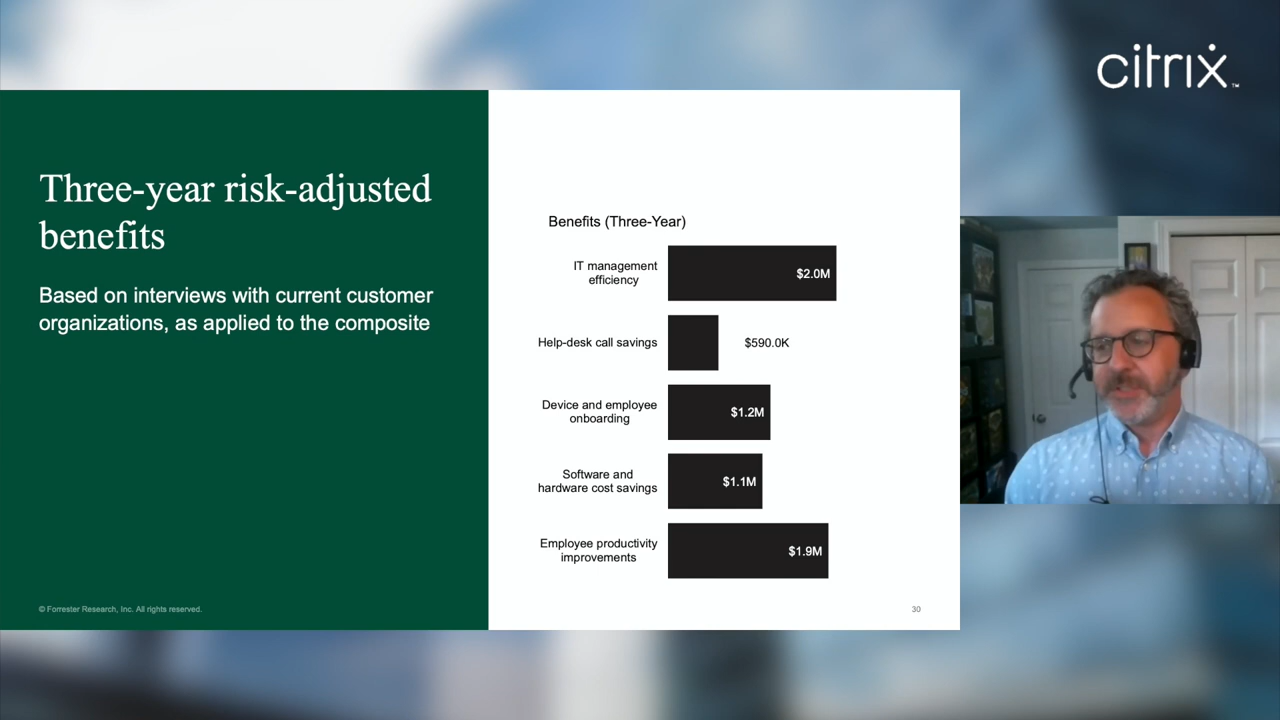 citrix™
Three-year risk-adjusted
benefits
Based on interviews with current customer
organizations, as applied to the composite
Benefits (Three-Year)
IT management
efficiency
$2.0M
Help-desk call savings
$590.0K
Device and employee
onboarding
$1.2M
Software and
hardware cost savings
$1.1M
Employee productivity
improvements
$1.9M
© Forrester Research, Inc. All rights reserved.
30